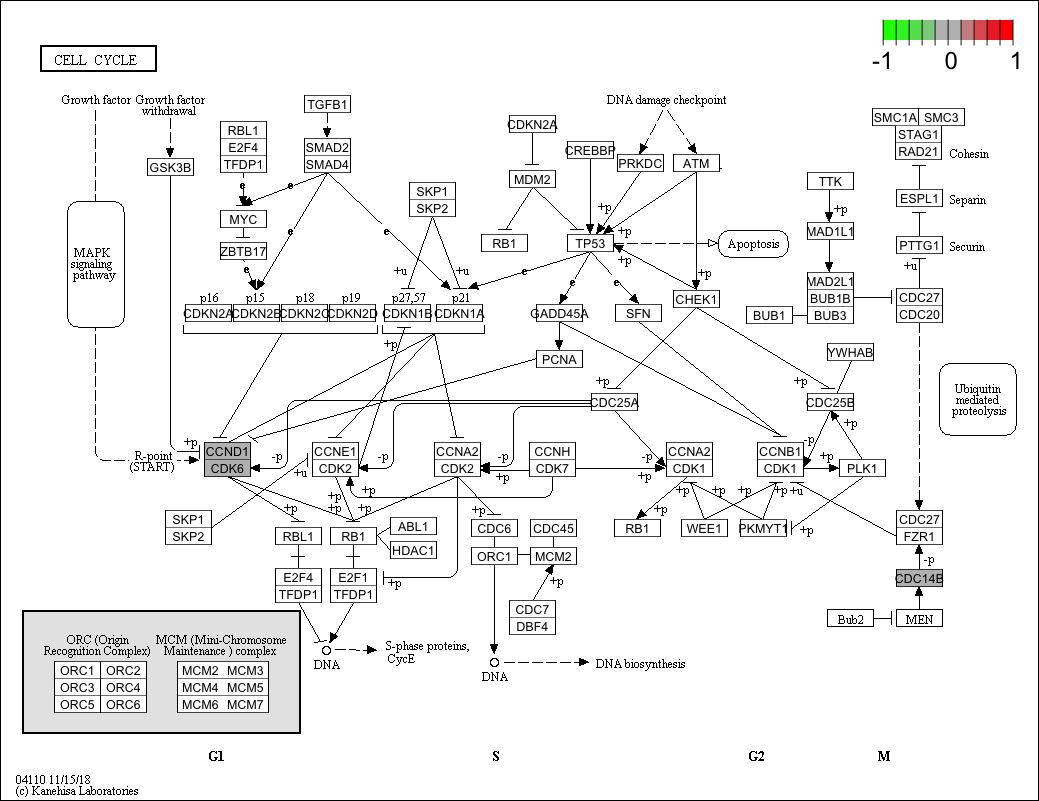 -1 0 1
CELL CYCLE
Growth factor
Growth factor
withdrawal
TGFB1
DNA damage checkpoint
SMC1A SMC3
STAG1
RAD21
Cohesin
RBL1
E2F4
TFDP1
SMAD2
SMAD4
CDKN2A
CREBBP
PRKDC
ATM
GSK3B
MDM2
TTK
SKP1
SKP2
ESPL1
Separin
e
e
+p
+p
MYC
e
e
MAD1L1
+p
MAPK
signaling
pathway
ZBTB17
RB1
TP53
+p
Apoptosis
PTTG1
Securin
e
+u
+u
e
+p
+u
MAD2L1
BUB1B
BUB3
BUB1
e
e
CDC27
CDC20
p16 p15 p18 p19
p27,57 p21
CDKN2A CDKN2B CDKN2C CDKN2D
CDKN1B CDKN1A
GADD45A
SFN
CHEK1
+p
PCNA
YWHAB
+p
+p
CDC25A
CDC25B
Ubiquitin
mediated
proteolysis
R-point
(START)
+p
CCND1
CDK6
-p
+u
CCNE1
CDK2
-p
-p
CCNA2
CDK2
-p
+p
CCNH
CDK7
-p
+p
CCNA2
CDK1
CCNB1
CDK1
-p
+p
+p
PLK1
SKP1
SKP2
+p
+p
+p
+p
+p
+p
+p
+p
+p
+u
RBL1
RB1
ABL1
HDAC1
CDC6
CDC45
RB1
WEE1
PKMYT1
+p
CDC27
FZR1
ORC1
MCM2
-p
E2F4
TFDP1
E2F1
TFDP1
+p
+p
CDC14B
CDC7
DBF4
Bub2
MEN
ORC (Origin
Recognition Complex)
MCM (Mini-Chromosome
Maintenance ) complex
ORC1 ORC2
ORC3 ORC4
ORC5 ORC6
MCM2 MCM3
MCM4 MCM5
MCM6 MCM7
DNA
S-phase proteins,
CycE
DNA
DNA biosynthesis
G1 S G2 M
04110 11/15/18
(c) Kanehisa Laboratories